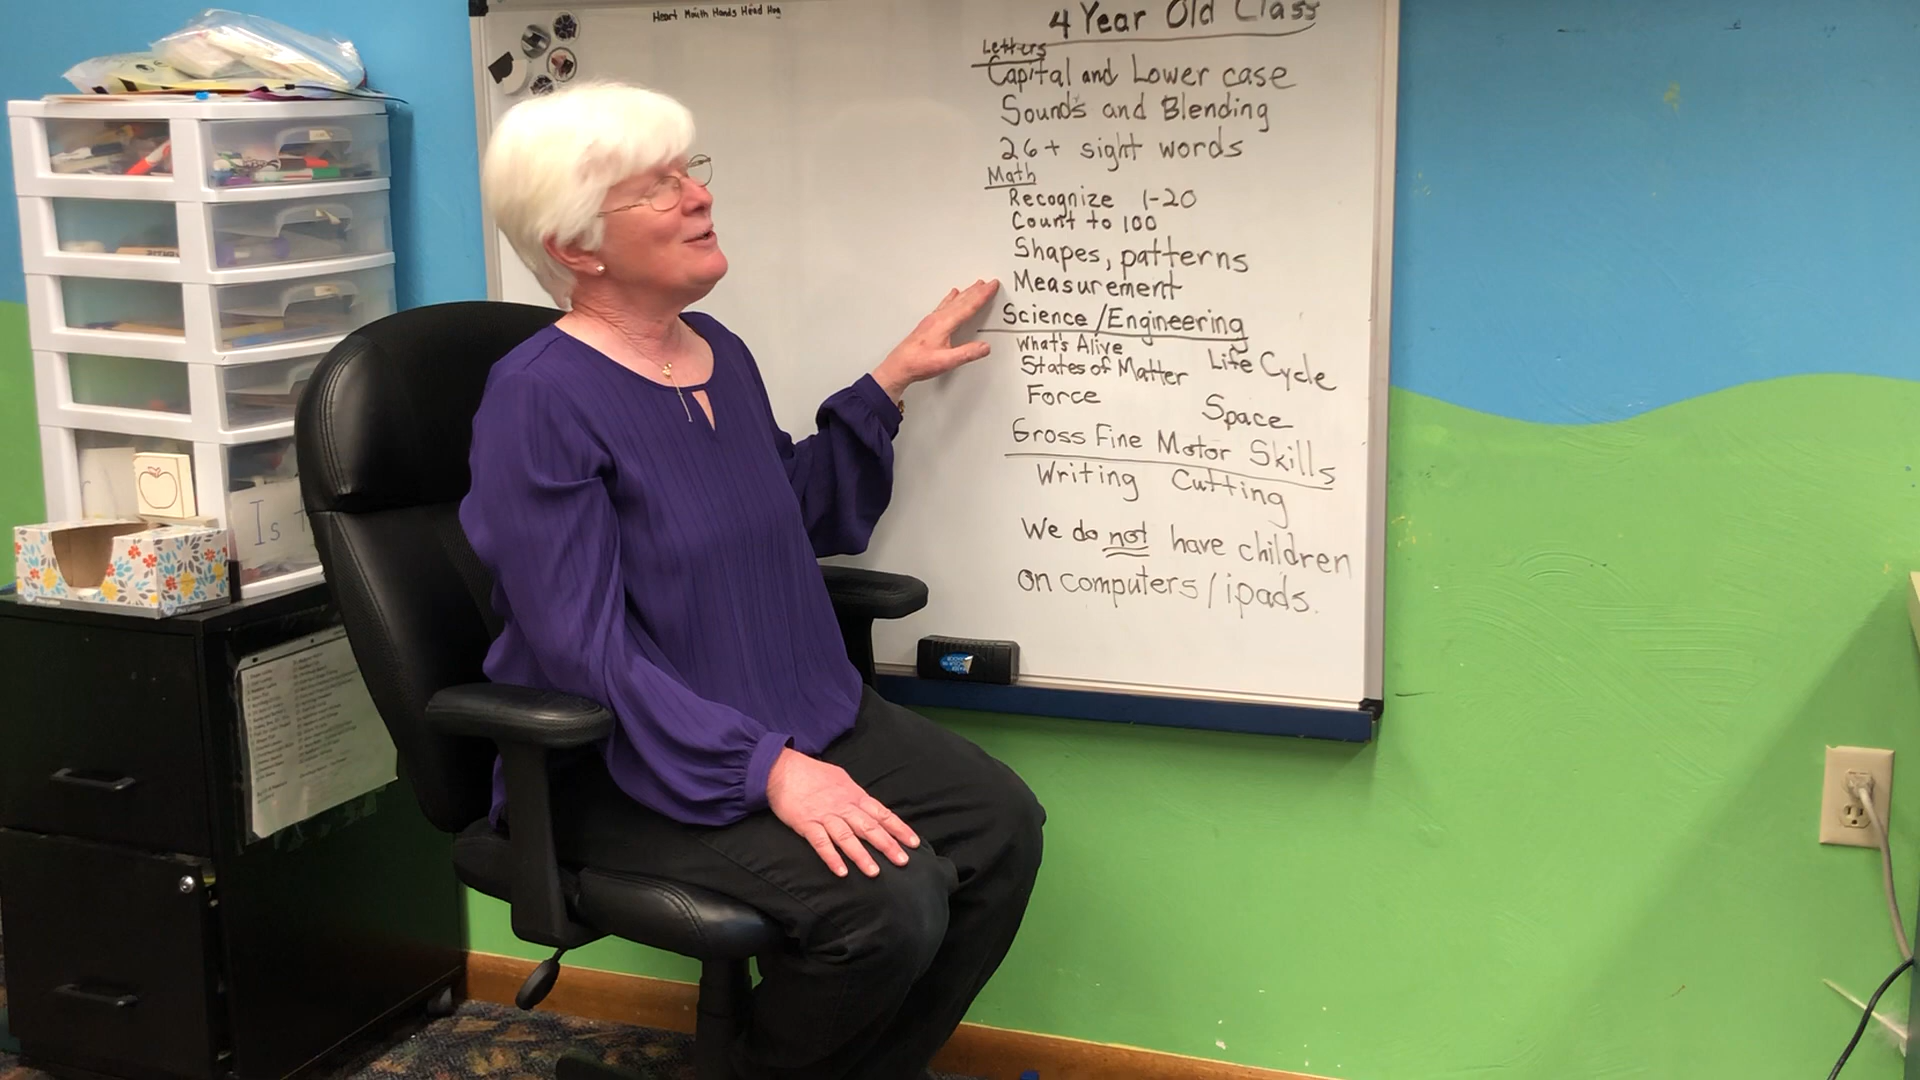 Heart Mouth Hands Head Hug
4 Year Old Class
Letters
Capital and Lower case
Sounds and Blending
26+ sight words
Math
Recognize 1-20
Count to 100
Shapes, patterns
Measurement
Science/Engineering
What's Alive
States of Matter Life Cycle
Force Space
Gross Fine Motor Skills
Writing Cutting
We do not have children
on computers/ipads.
Is